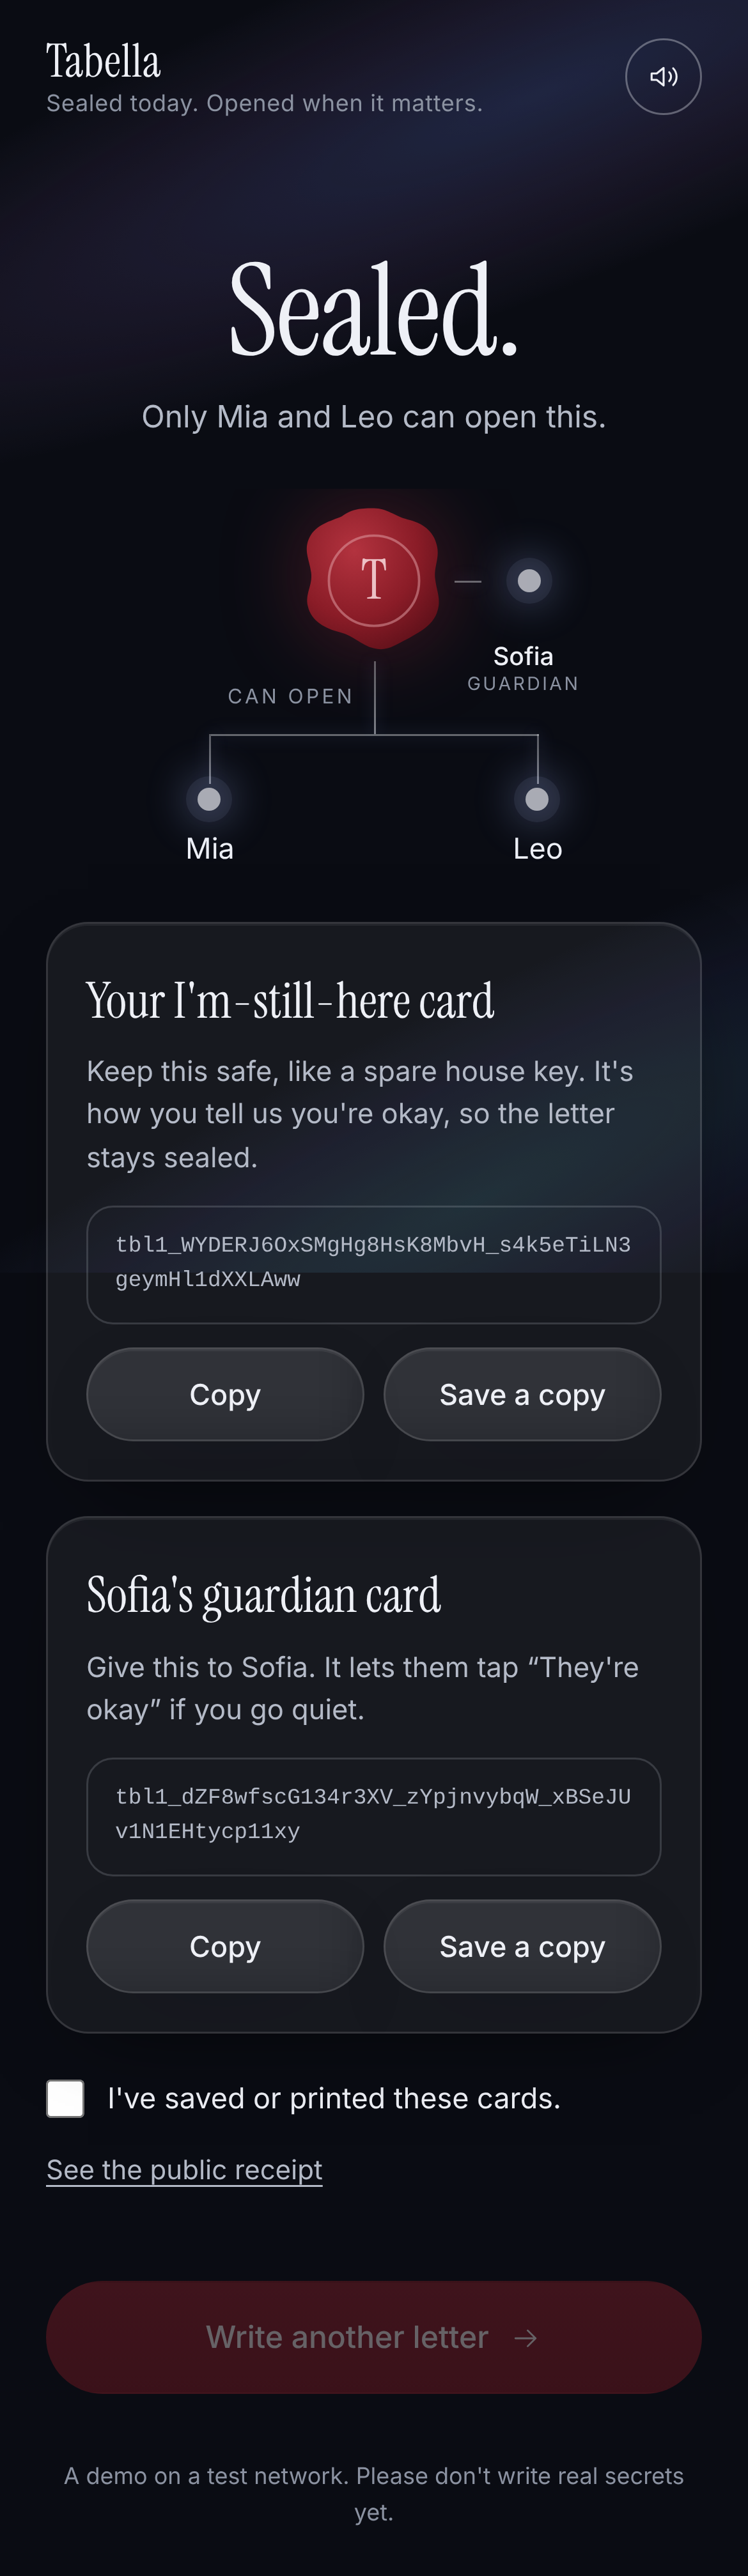 Tabella
Sealed today. Opened when it matters.
Sealed.
Only Mia and Leo can open this.
T
Sofia
GUARDIAN
CAN OPEN
Mia
Leo
Your I'm-still-here card
Keep this safe, like a spare house key. It's
how you tell us you're okay, so the letter
stays sealed.
tbl1_WYDERJ6OxSMgHg8HsK8MbvH_s4k5eTiLN3
geymHl1dXXLAww
Copy
Save a copy
Sofia's guardian card
Give this to Sofia. It lets them tap “They're
okay” if you go quiet.
tbl1_dZF8wfscG134r3XV_zYpjnvybqW_xBSeJU
v1N1EHtycp11xy
Copy
Save a copy
I've saved or printed these cards.
See the public receipt
Write another letter →
A demo on a test network. Please don't write real secrets
yet.